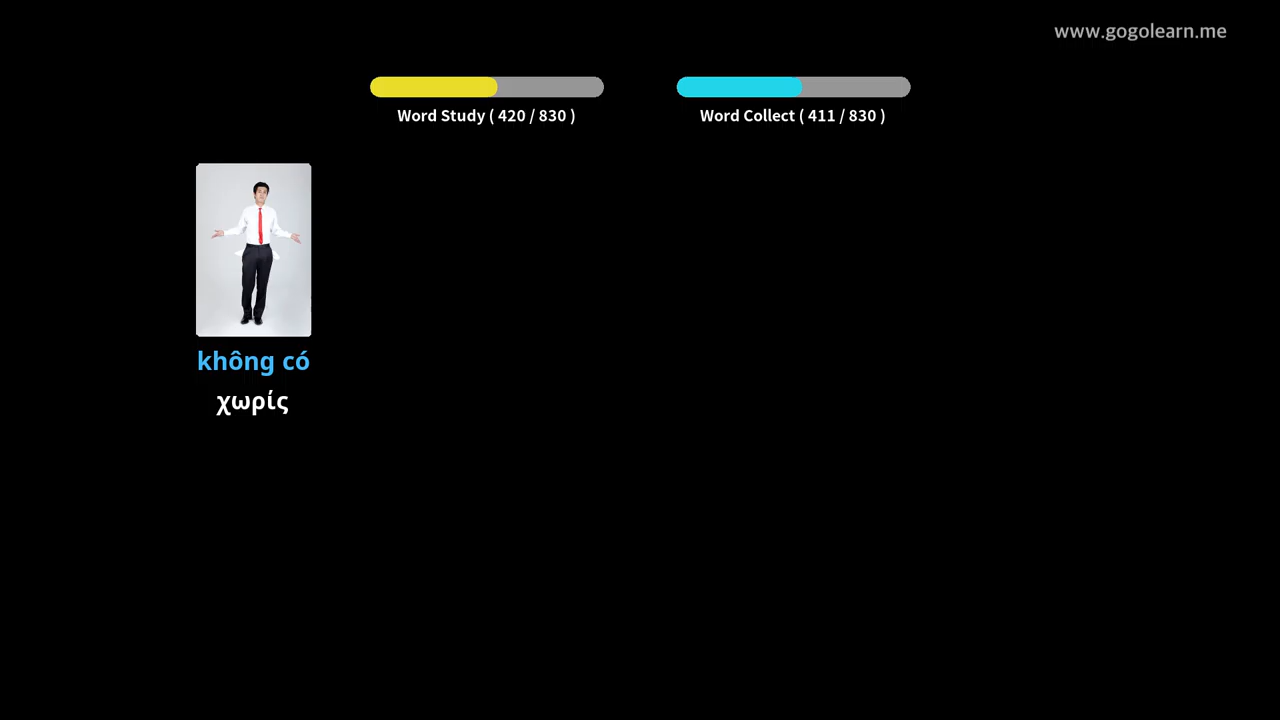 www.gogolearn.me
Word Study ( 420 / 830 )
Word Collect ( 411 / 830 )
không có
χωρίς